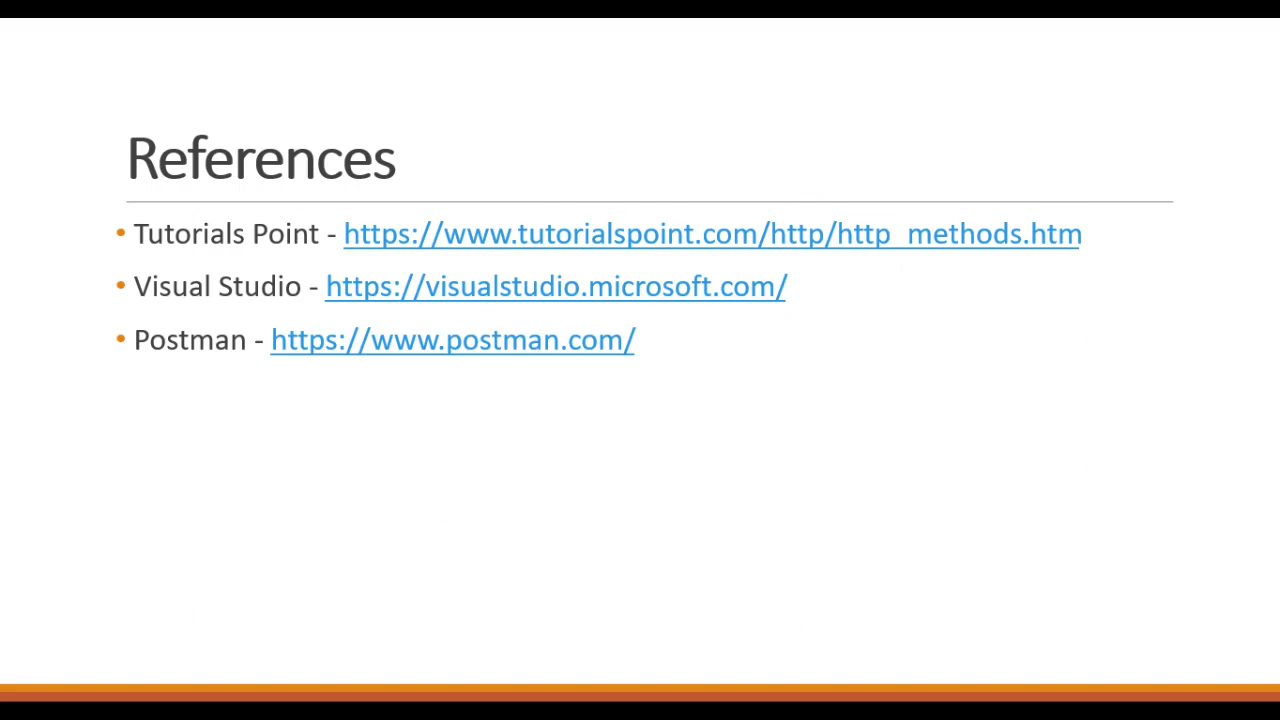 References
• Tutorials Point - https://www.tutorialspoint.com/http/http_methods.htm
• Visual Studio - https://visualstudio.microsoft.com/
• Postman - https://www.postman.com/